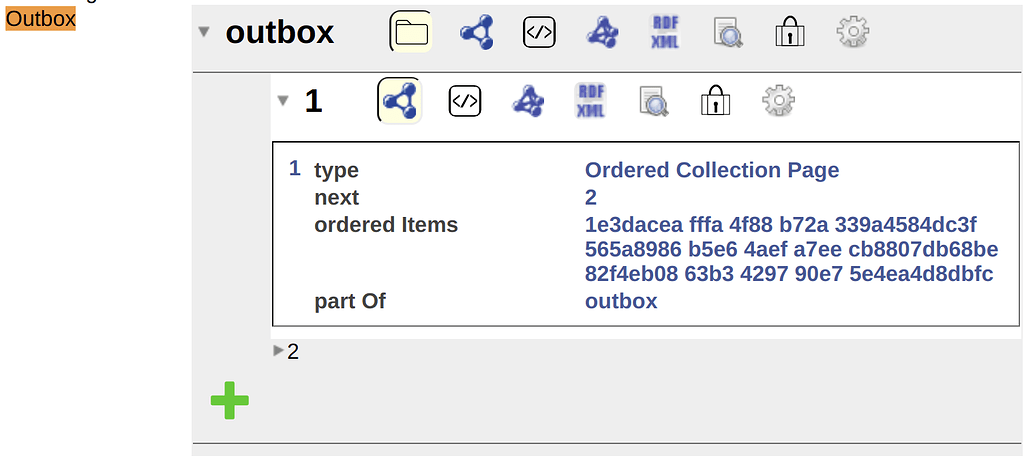 Outbox
outbox
RDF
XML
1
RDF
XML
1 type Ordered Collection Page
next 2
ordered Items 1e3dacea fffa 4f88 b72a 339a4584dc3f
565a8986 b5e6 4aef a7ee cb8807db68be
82f4eb08 63b3 4297 90e7 5e4ea4d8dbfc
part Of outbox
2